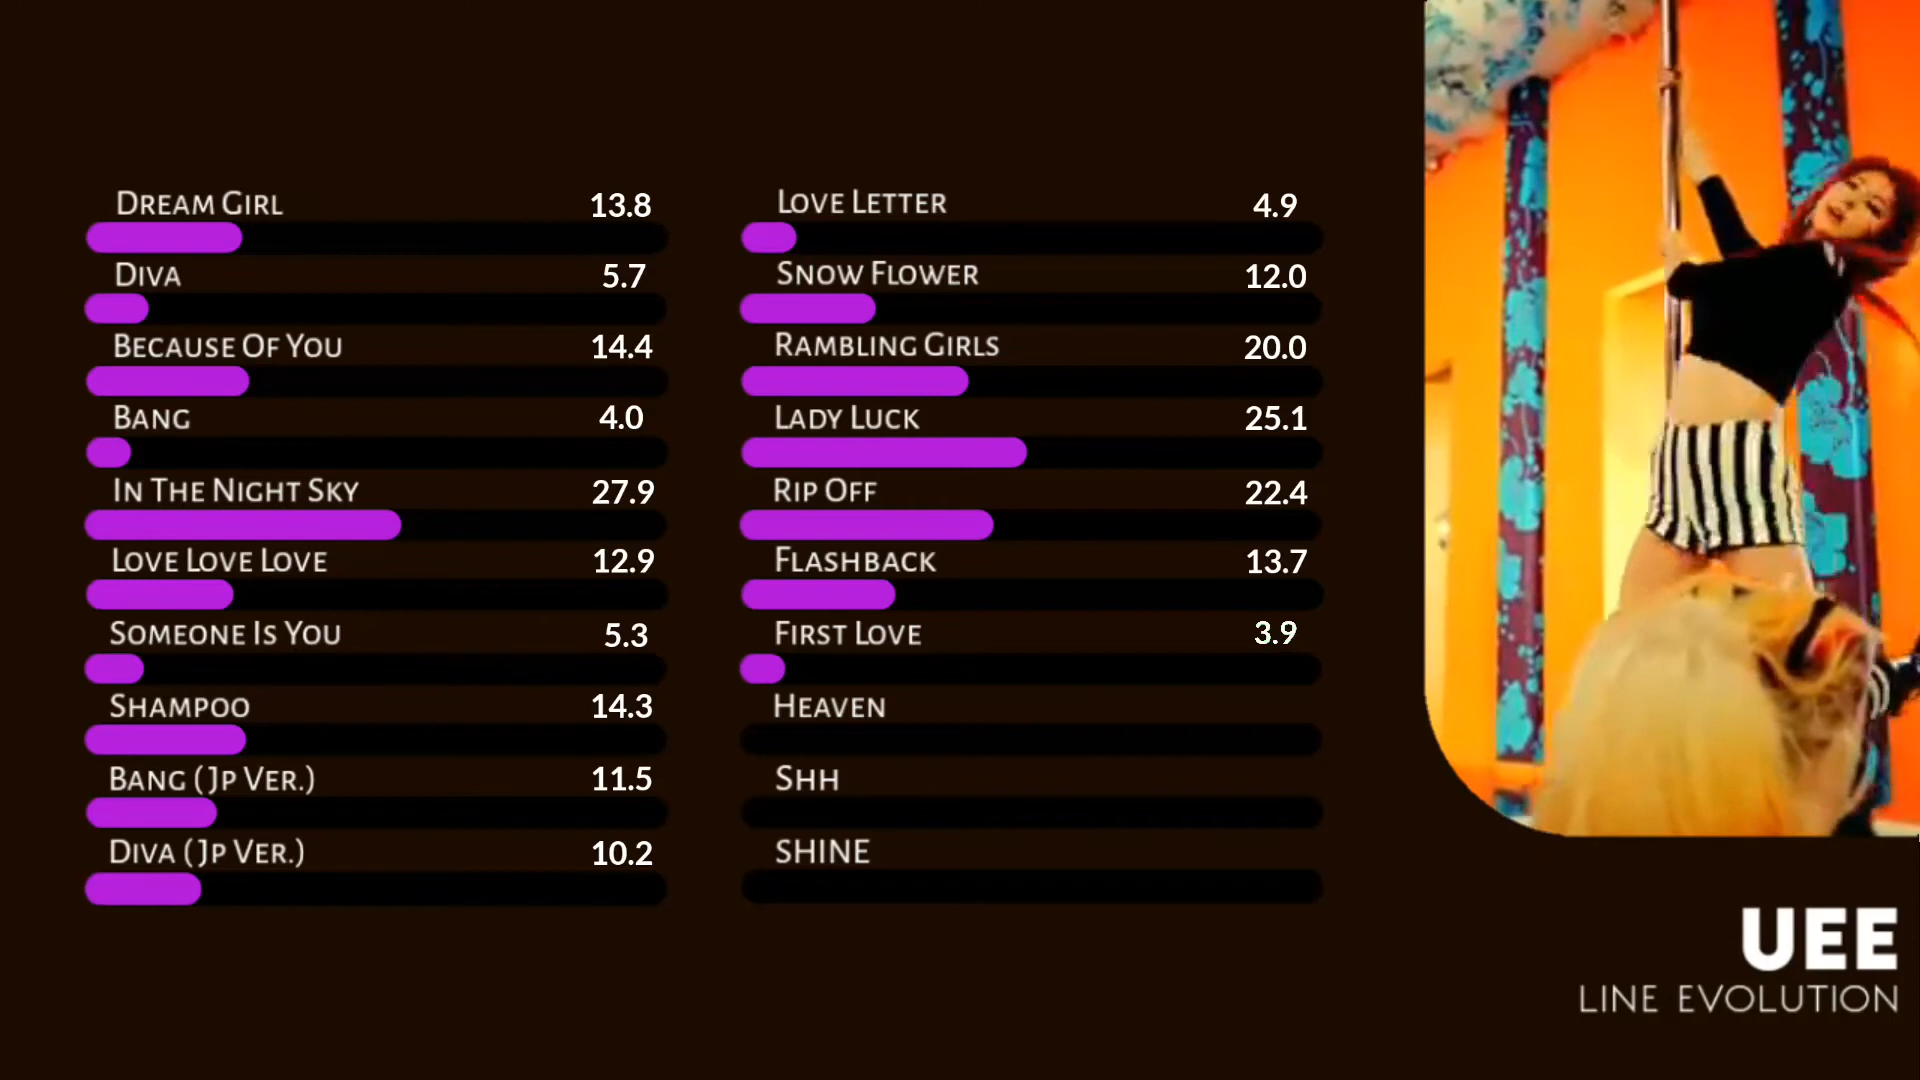 Dream Girl 13.8
Diva 5.7
Because Of You 14.4
Bang 4.0
In The Night Sky 27.9
Love Love Love 12.9
Someone Is You 5.3
Shampoo 14.3
Bang (Jp Ver.) 11.5
Diva (Jp Ver.) 10.2
Love Letter 4.9
Snow Flower 12.0
Rambling Girls 20.0
Lady Luck 25.1
Rip Off 22.4
Flashback 13.7
First Love 3.9
Heaven
Shh
SHINE
UEE
LINE EVOLUTION